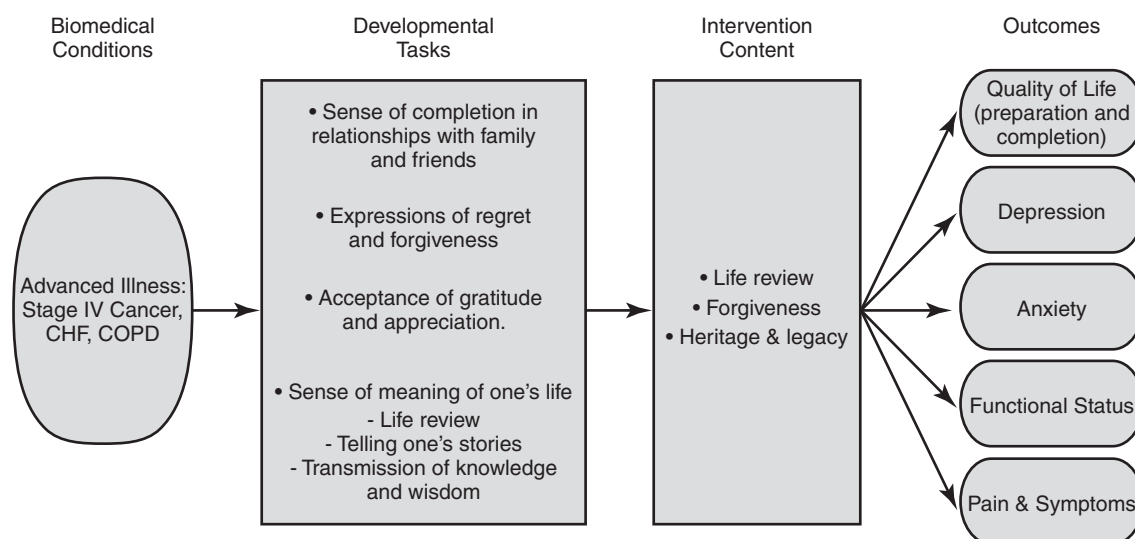 Biomedical
Conditions
Developmental
Tasks
Intervention
Content
Outcomes
Advanced Illness:
Stage IV Cancer,
CHF, COPD
• Sense of completion in
relationships with family
and friends
• Expressions of regret
and forgiveness
• Acceptance of gratitude
and appreciation.
• Sense of meaning of one’s life
- Life review
- Telling one’s stories
- Transmission of knowledge
and wisdom
• Life review
• Forgiveness
• Heritage & legacy
Quality of Life
(preparation and
completion)
Depression
Anxiety
Functional Status
Pain & Symptoms